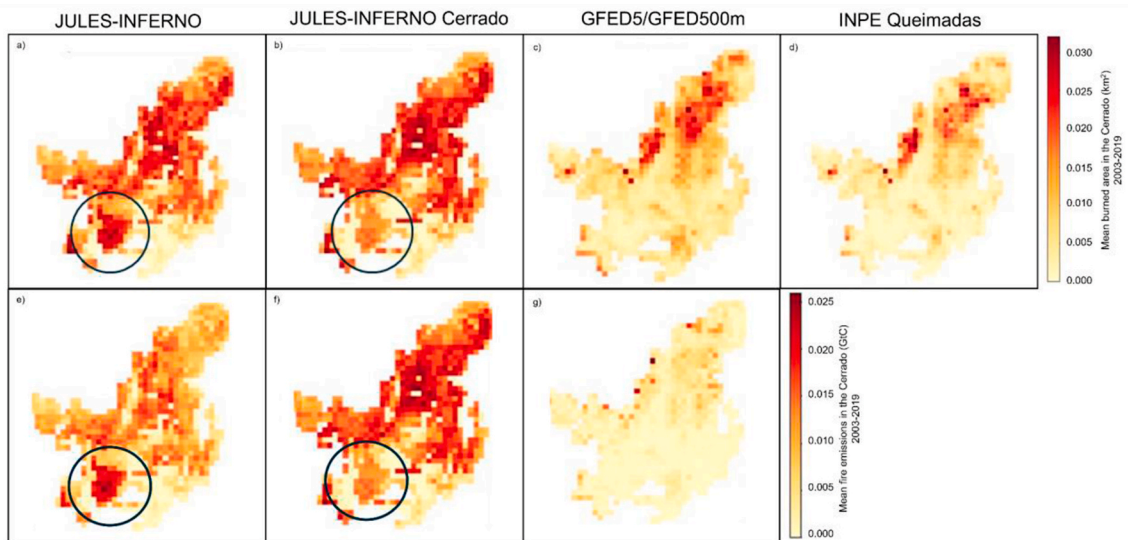 JULES-INFERNO
JULES-INFERNO Cerrado
GFED5/GFED500m
INPE Queimadas
a)
b)
c)
d)
0.030
0.025
0.020
0.015
0.010
0.005
0.000
Mean burned area in the Cerrado (km²)
2003-2019
e)
f)
g)
0.025
0.020
0.015
0.010
0.005
0.000
Mean fire emissions in the Cerrado (GtC)
2003-2019